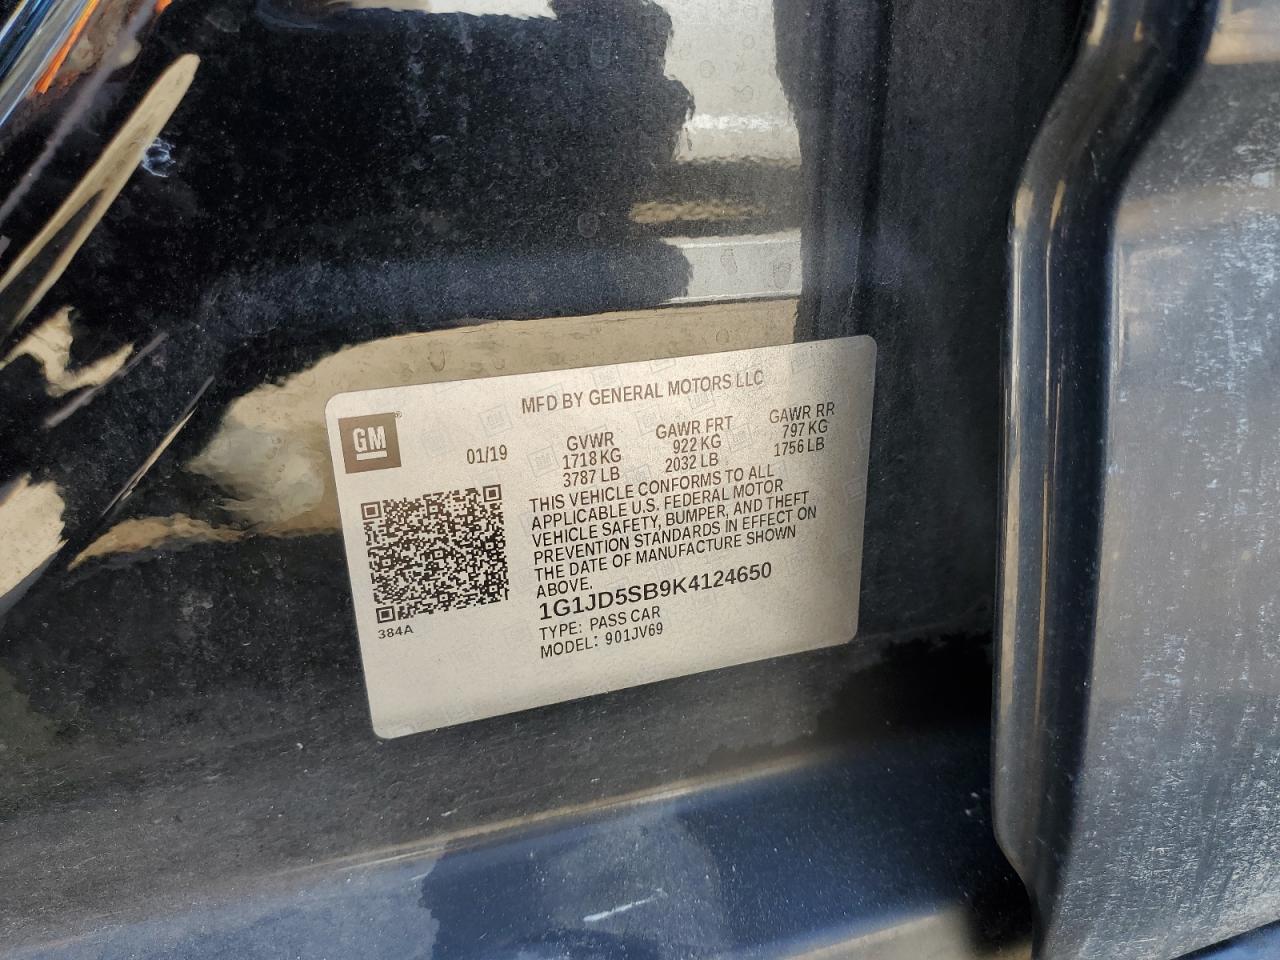 MFD BY GENERAL MOTORS LLC
GM®
01/19
GVWR
1718 KG
3787 LB
GAWR FRT
922 KG
2032 LB
GAWR RR
797 KG
1756 LB
THIS VEHICLE CONFORMS TO ALL
APPLICABLE U.S. FEDERAL MOTOR
VEHICLE SAFETY, BUMPER, AND THEFT
PREVENTION STANDARDS IN EFFECT ON
THE DATE OF MANUFACTURE SHOWN
ABOVE.
1G1JD5SB9K4124650
TYPE: PASS CAR
MODEL: 901JV69
384A